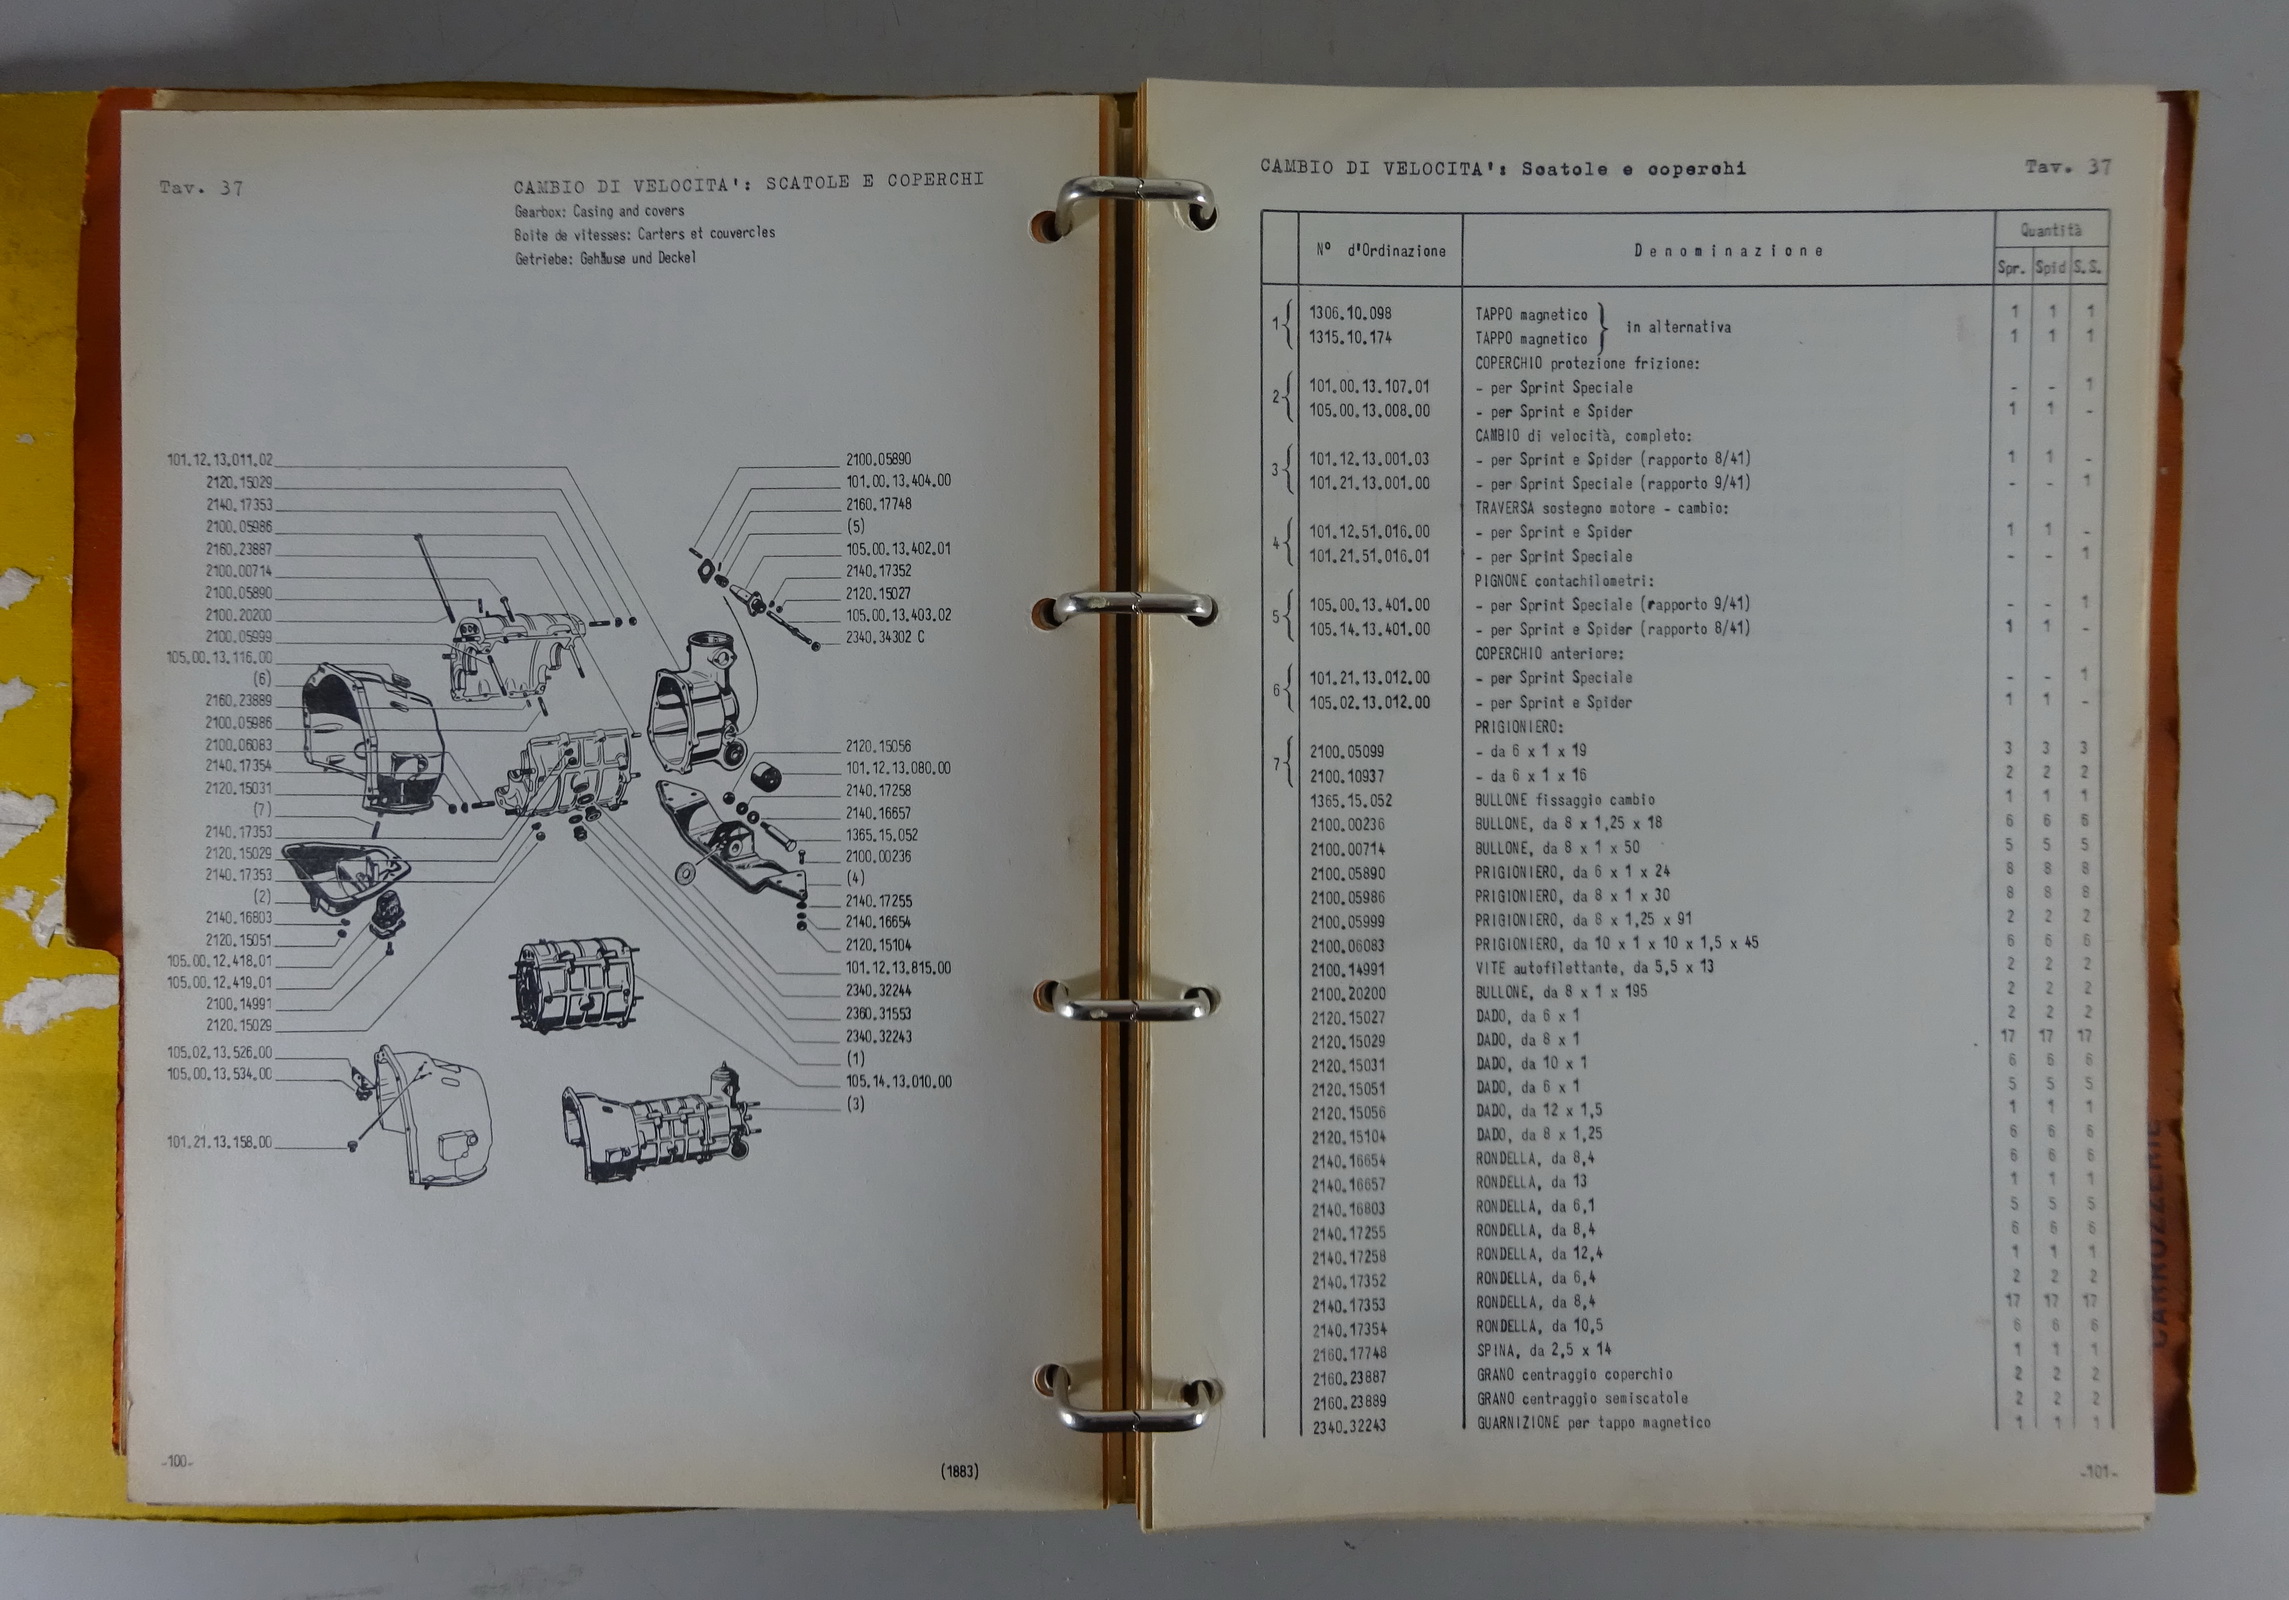 Tav. 37
CAMBIO DI VELOCITA': SCATOLE E COPERCHI
Gearbox: Casing and covers
Boite de vitesses: Carters et couvercles
Getriebe: Gehäuse und Deckel
101.12.13.011.02
2120.15029
2140.17353
2100.05986
2160.23887
2100.00714
2100.05890
2100.20200
2100.05999
105.00.13.116.00
(6)
2160.23889
2100.05986
2100.06083
2140.17354
2120.15031
(7)
2140.17353
2120.15029
2140.17353
(2)
2140.16803
2120.15051
105.00.12.418.01
105.00.12.419.01
2100.14991
2120.15029
105.02.13.526.00
105.00.13.534.00
101.21.13.158.00
2100.05890
101.00.13.404.00
2160.17748
(5)
105.00.13.402.01
2140.17352
2120.15027
105.00.13.403.02
2340.34302 C
2120.15056
101.12.13.080.00
2140.17258
2140.16657
1365.15.052
2100.00236
(4)
2140.17255
2140.16654
2120.15104
101.12.13.815.00
2340.32244
2360.31553
2340.32243
(1)
105.14.13.010.00
(3)
-100-
(1883)
CAMBIO DI VELOCITA': Scatole e coperchi
Tav. 37
N° d'Ordinazione Denominazione Quantità
Spr. Spid S.S.
1 { 1306.10.098 TAPPO magnetico } in alternativa 1 1 1
1315.10.174 TAPPO magnetico 1 1 1
COPERCHIO protezione frizione:
2 { 101.00.13.107.01 - per Sprint Speciale - - 1
105.00.13.008.00 - per Sprint e Spider 1 1 -
CAMBIO di velocità, completo:
3 { 101.12.13.001.03 - per Sprint e Spider (rapporto 8/41) 1 1 -
101.21.13.001.00 - per Sprint Speciale (rapporto 9/41) - - 1
TRAVERSA sostegno motore - cambio:
4 { 101.12.51.016.00 - per Sprint e Spider 1 1 -
101.21.51.016.01 - per Sprint Speciale - - 1
PIGNONE contachilometri:
5 { 105.00.13.401.00 - per Sprint Speciale (rapporto 9/41) - - 1
105.14.13.401.00 - per Sprint e Spider (rapporto 8/41) 1 1 -
COPERCHIO anteriore:
6 { 101.21.13.012.00 - per Sprint Speciale - - 1
105.02.13.012.00 - per Sprint e Spider 1 1 -
PRIGIONIERO:
7 { 2100.05099 - da 6 x 1 x 19 3 3 3
2100.10937 - da 6 x 1 x 16 2 2 2
1365.15.052 BULLONE fissaggio cambio 1 1 1
2100.00236 BULLONE, da 8 x 1,25 x 18 6 6 6
2100.00714 BULLONE, da 8 x 1 x 50 5 5 5
2100.05890 PRIGIONIERO, da 6 x 1 x 24 8 8 8
2100.05986 PRIGIONIERO, da 8 x 1 x 30 8 8 8
2100.05999 PRIGIONIERO, da 8 x 1,25 x 91 2 2 2
2100.06083 PRIGIONIERO, da 10 x 1 x 10 x 1,5 x 45 6 6 6
2100.14991 VITE autofilettante, da 5,5 x 13 2 2 2
2100.20200 BULLONE, da 8 x 1 x 195 2 2 2
2120.15027 DADO, da 6 x 1 2 2 2
2120.15029 DADO, da 8 x 1 17 17 17
2120.15031 DADO, da 10 x 1 6 6 6
2120.15051 DADO, da 6 x 1 5 5 5
2120.15056 DADO, da 12 x 1,5 1 1 1
2120.15104 DADO, da 8 x 1,25 6 6 6
2140.16654 RONDELLA, da 8,4 6 6 6
2140.16657 RONDELLA, da 13 1 1 1
2140.16803 RONDELLA, da 6,1 5 5 5
2140.17255 RONDELLA, da 8,4 6 6 6
2140.17258 RONDELLA, da 12,4 1 1 1
2140.17352 RONDELLA, da 6,4 2 2 2
2140.17353 RONDELLA, da 8,4 17 17 17
2140.17354 RONDELLA, da 10,5 6 6 6
2160.17748 SPINA, da 2,5 x 14 1 1 1
2160.23887 GRANO centraggio coperchio 2 2 2
2160.23889 GRANO centraggio semiscatole 2 2 2
2340.32243 GUARNIZIONE per tappo magnetico 1 1 1
-101-
CARROZZERIE